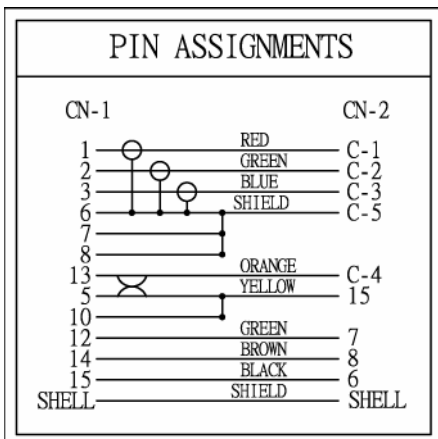 PIN ASSIGNMENTS
CN-1 CN-2
1 RED C-1
2 GREEN C-2
3 BLUE C-3
6 SHIELD C-5
7
8
13 ORANGE C-4
5 YELLOW 15
10
12 GREEN 7
14 BROWN 8
15 BLACK 6
SHELL SHIELD SHELL